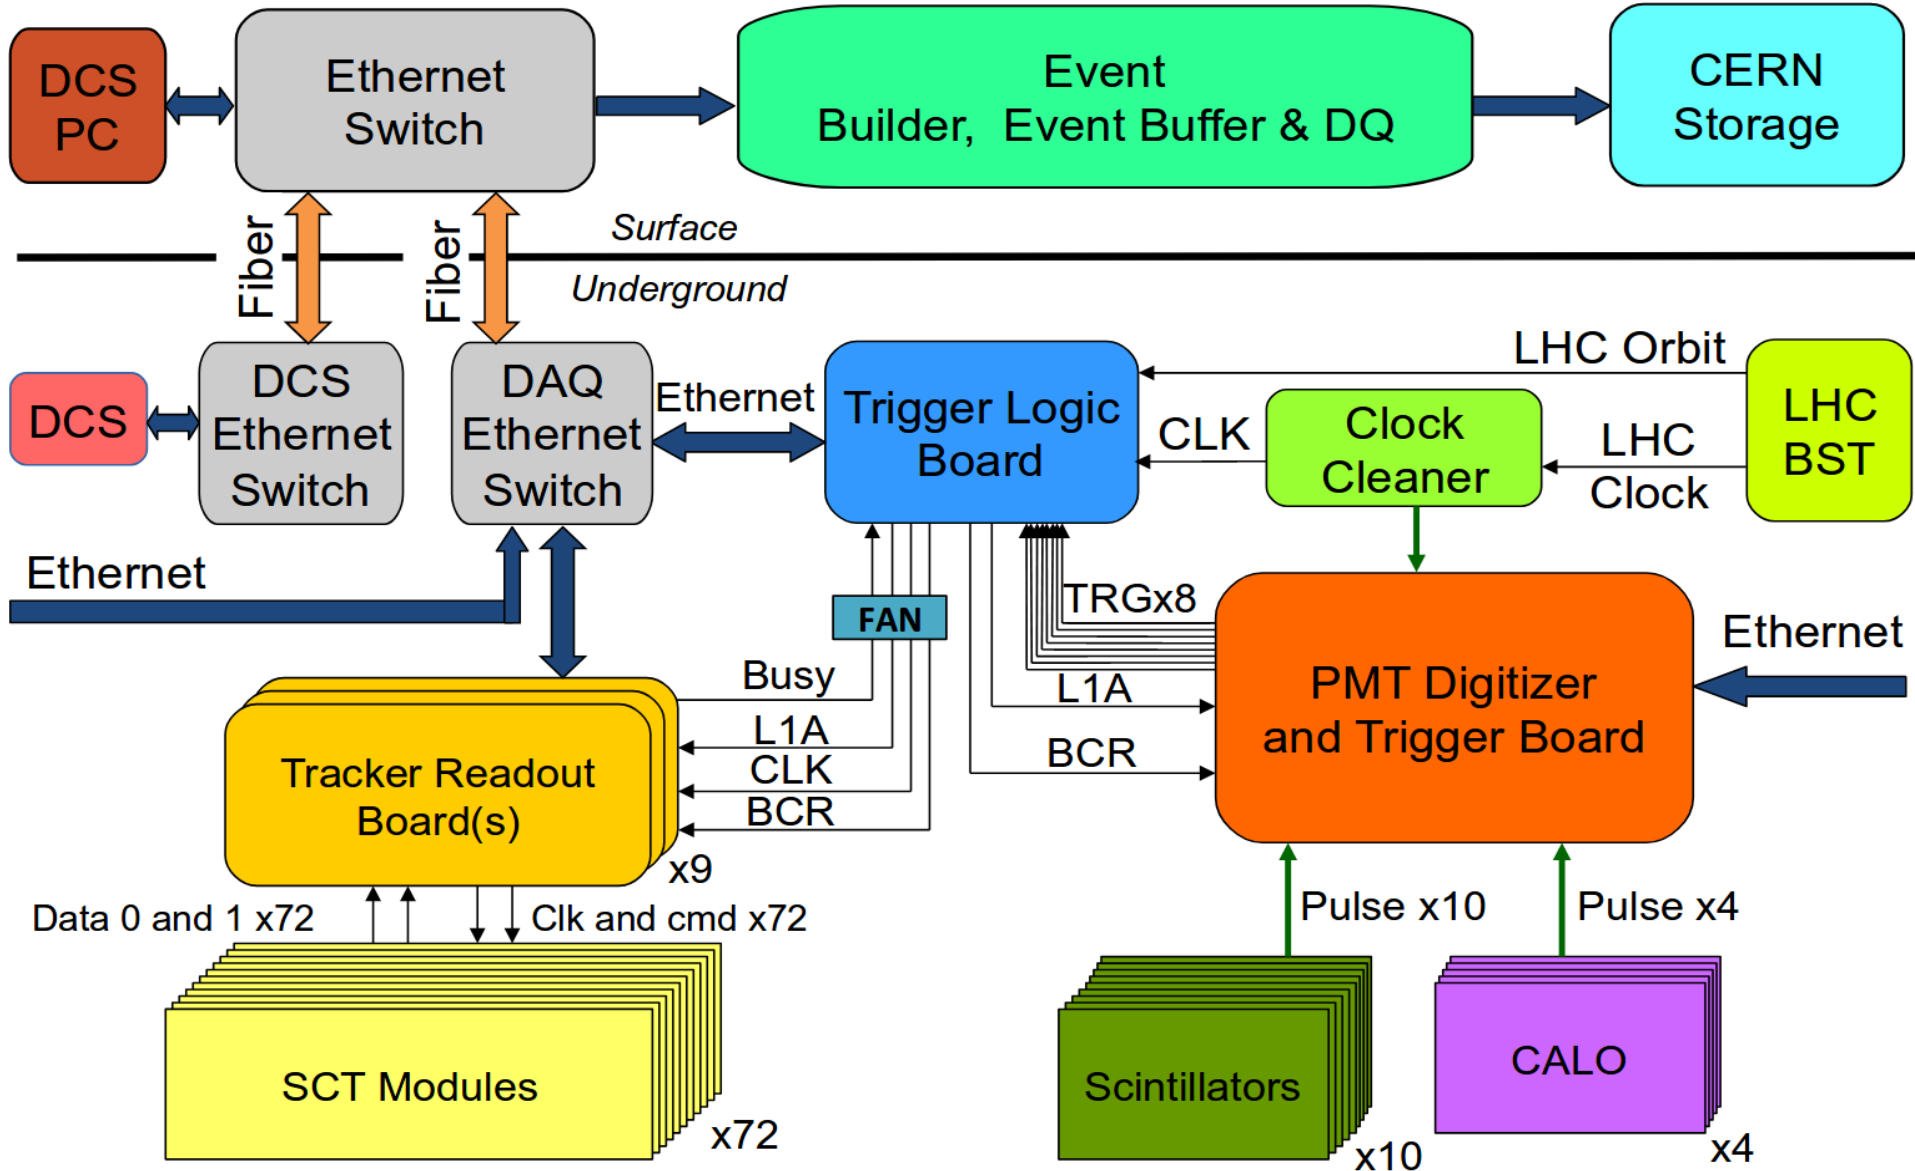 DCS
PC
Ethernet
Switch
Event
Builder, Event Buffer & DQ
CERN
Storage
Fiber
Fiber
Surface
Underground
DCS
DCS
Ethernet
Switch
DAQ
Ethernet
Switch
Ethernet
Trigger Logic
Board
LHC Orbit
CLK
Clock
Cleaner
LHC
Clock
LHC
BST
Ethernet
FAN
TRGx8
Busy
L1A
CLK
BCR
L1A
BCR
PMT Digitizer
and Trigger Board
Ethernet
Tracker Readout
Board(s)
x9
Data 0 and 1 x72
Clk and cmd x72
Pulse x10
Pulse x4
SCT Modules
x72
Scintillators
x10
CALO
x4